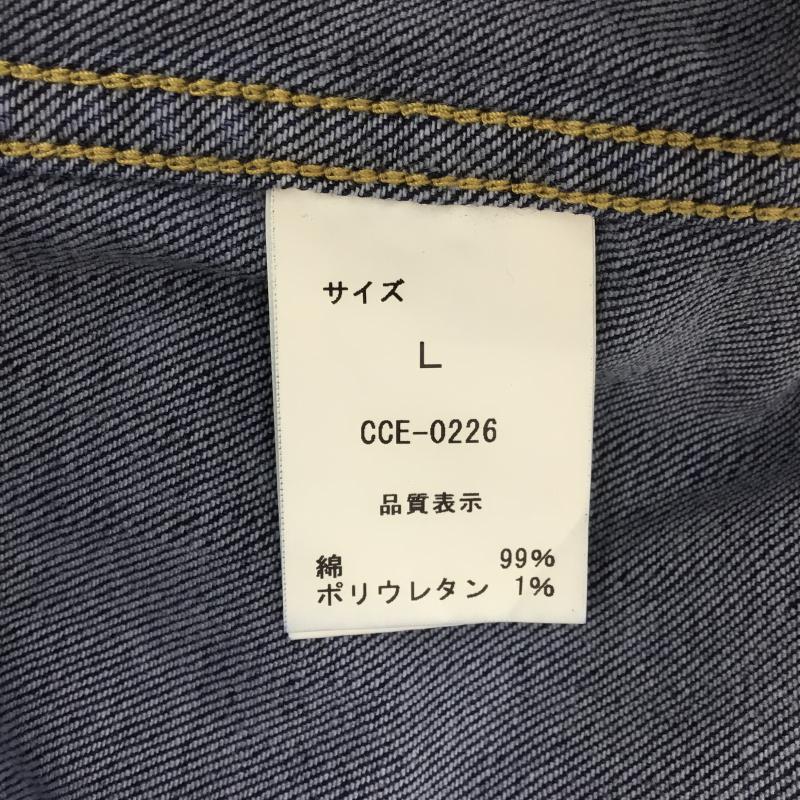 サイズ
L
CCE-0226
品質表示
綿 99%
ポリウレタン 1%